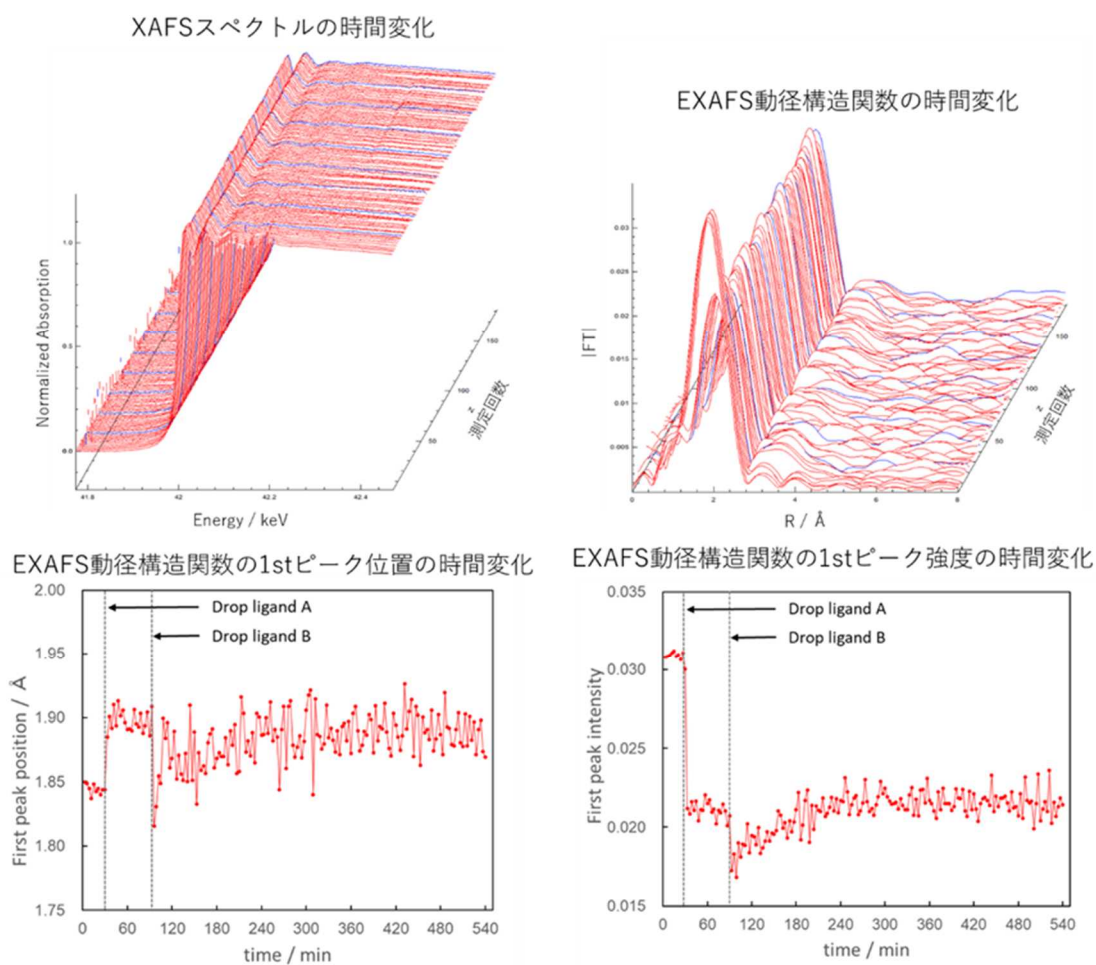 XAFSスペクトルの時間変化
Normalized Absorption
1.0
0.5
0.0
41.8
42
42.2
42.4
Energy / keV
50
100
150
z
測定回数
EXAFS動径構造関数の時間変化
|FT|
0.03
0.025
0.02
0.015
0.01
0.005
0
2
4
6
8
R / Å
50
100
150
z
測定回数
EXAFS動径構造関数の1stピーク位置の時間変化
First peak position / Å
2.00
1.95
1.90
1.85
1.80
1.75
Drop ligand A
Drop ligand B
0 60 120 180 240 300 360 420 480 540
time / min
EXAFS動径構造関数の1stピーク強度の時間変化
First peak intensity
0.035
0.030
0.025
0.020
0.015
Drop ligand A
Drop ligand B
0 60 120 180 240 300 360 420 480 540
time / min